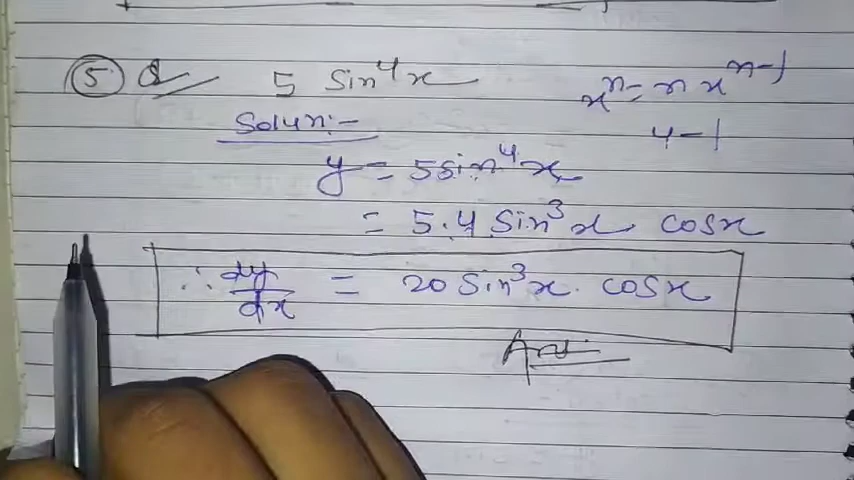 5 Q 5 Sin⁴x
xⁿ = n xⁿ⁻¹
4-1
Solun:-
y = 5sin⁴x
= 5.4 Sin³x cosx
∴ dy/dx = 20 Sin³x. cosx
Ans